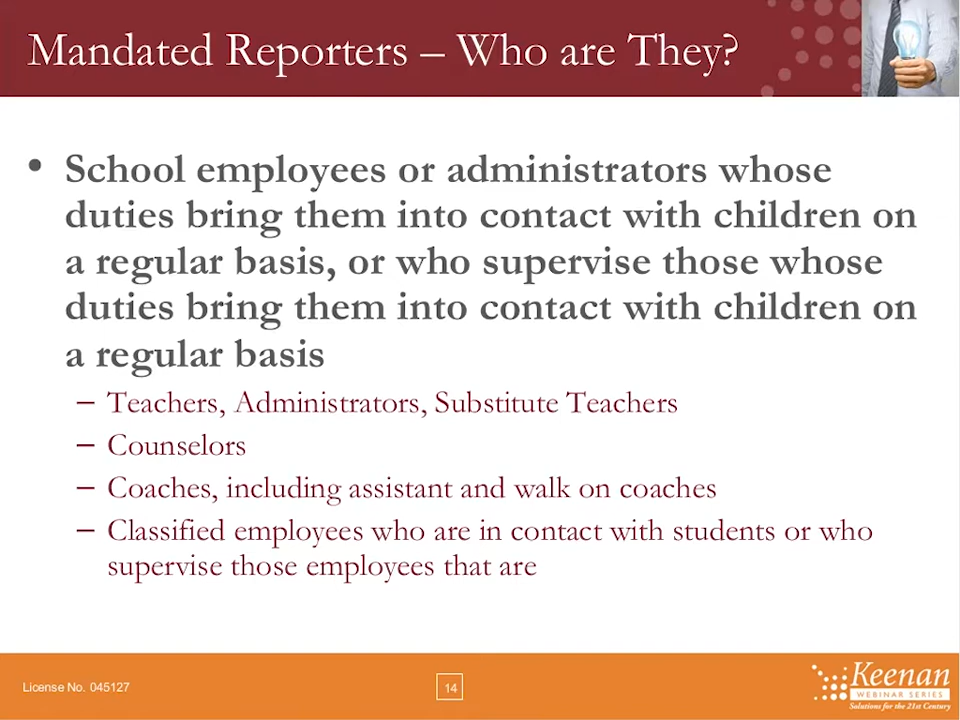 Mandated Reporters – Who are They?
• School employees or administrators whose
duties bring them into contact with children on
a regular basis, or who supervise those whose
duties bring them into contact with children on
a regular basis
– Teachers, Administrators, Substitute Teachers
– Counselors
– Coaches, including assistant and walk on coaches
– Classified employees who are in contact with students or who
supervise those employees that are
License No. 045127
14
Keenan
WEBINAR SERIES
Solutions for the 21st Century